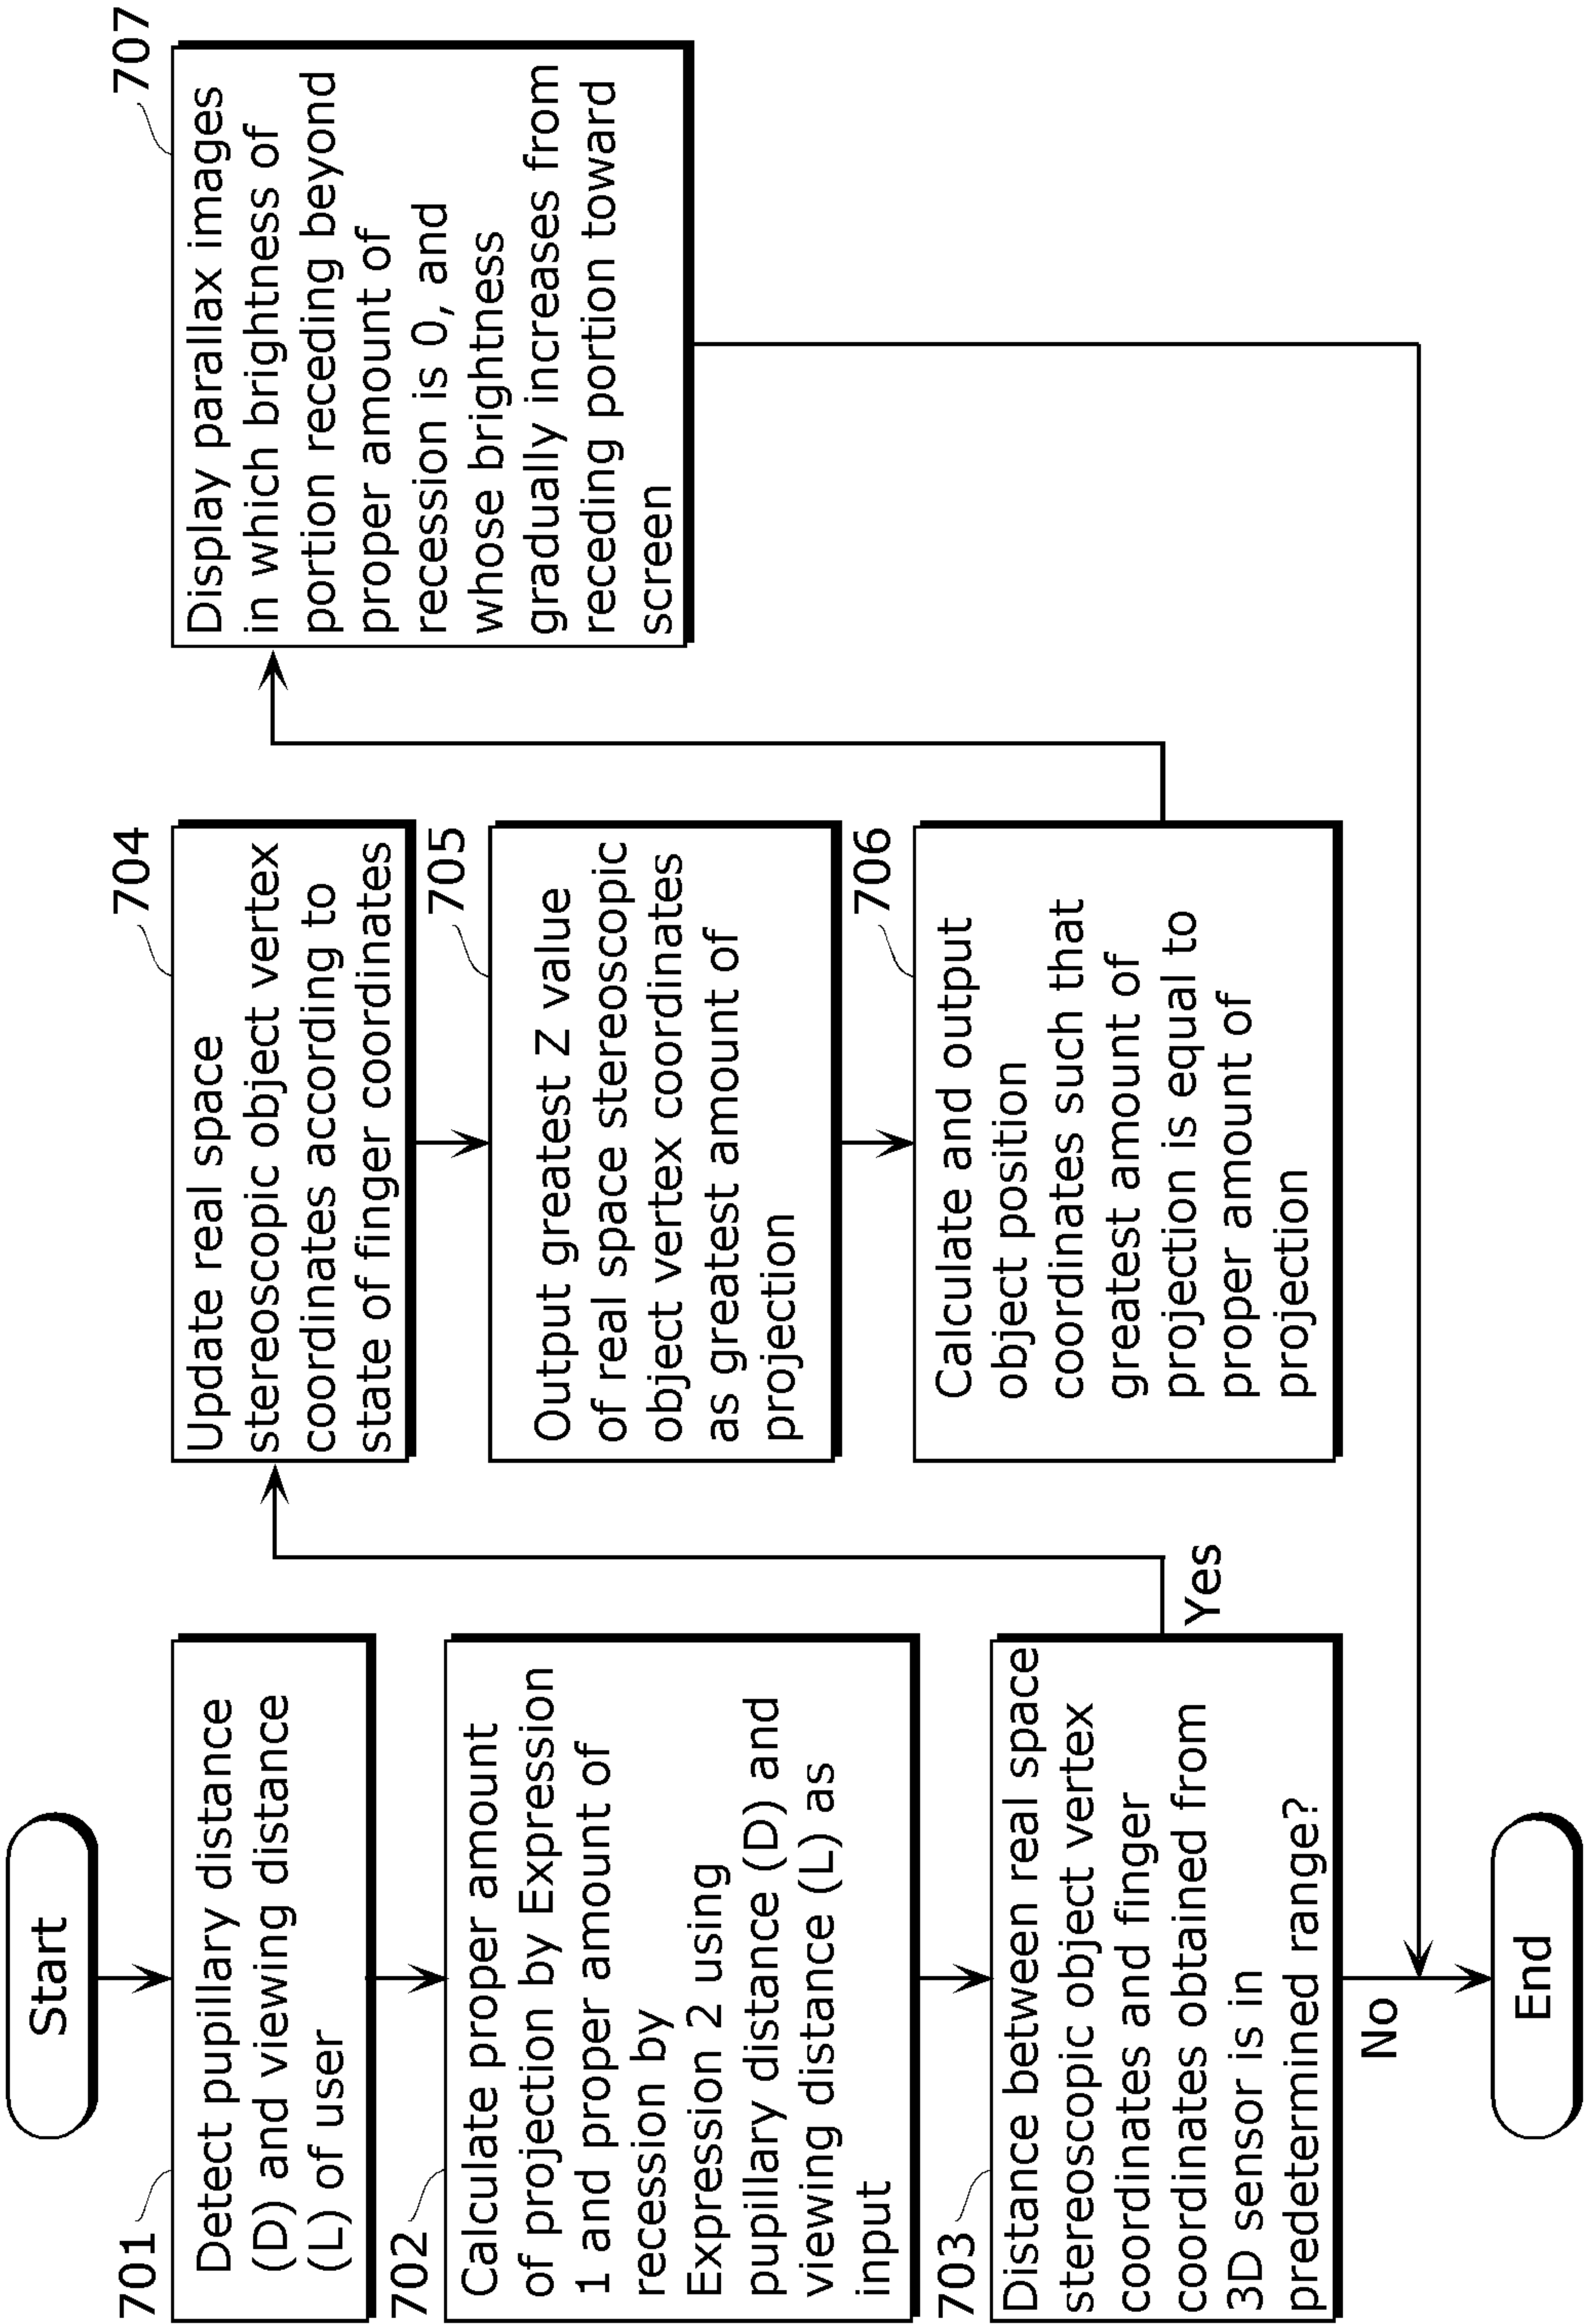 Start
701
Detect pupillary distance
(D) and viewing distance
(L) of user
702
Calculate proper amount
of projection by Expression
1 and proper amount of
recession by
Expression 2 using
pupillary distance (D) and
viewing distance (L) as
input
703
Distance between real space
stereoscopic object vertex
coordinates and finger
coordinates obtained from
3D sensor is in
predetermined range?
Yes
No
End
704
Update real space
stereoscopic object vertex
coordinates according to
state of finger coordinates
705
Output greatest Z value
of real space stereoscopic
object vertex coordinates
as greatest amount of
projection
706
Calculate and output
object position
coordinates such that
greatest amount of
projection is equal to
proper amount of
projection
707
Display parallax images
in which brightness of
portion receding beyond
proper amount of
recession is 0, and
whose brightness
gradually increases from
receding portion toward
screen